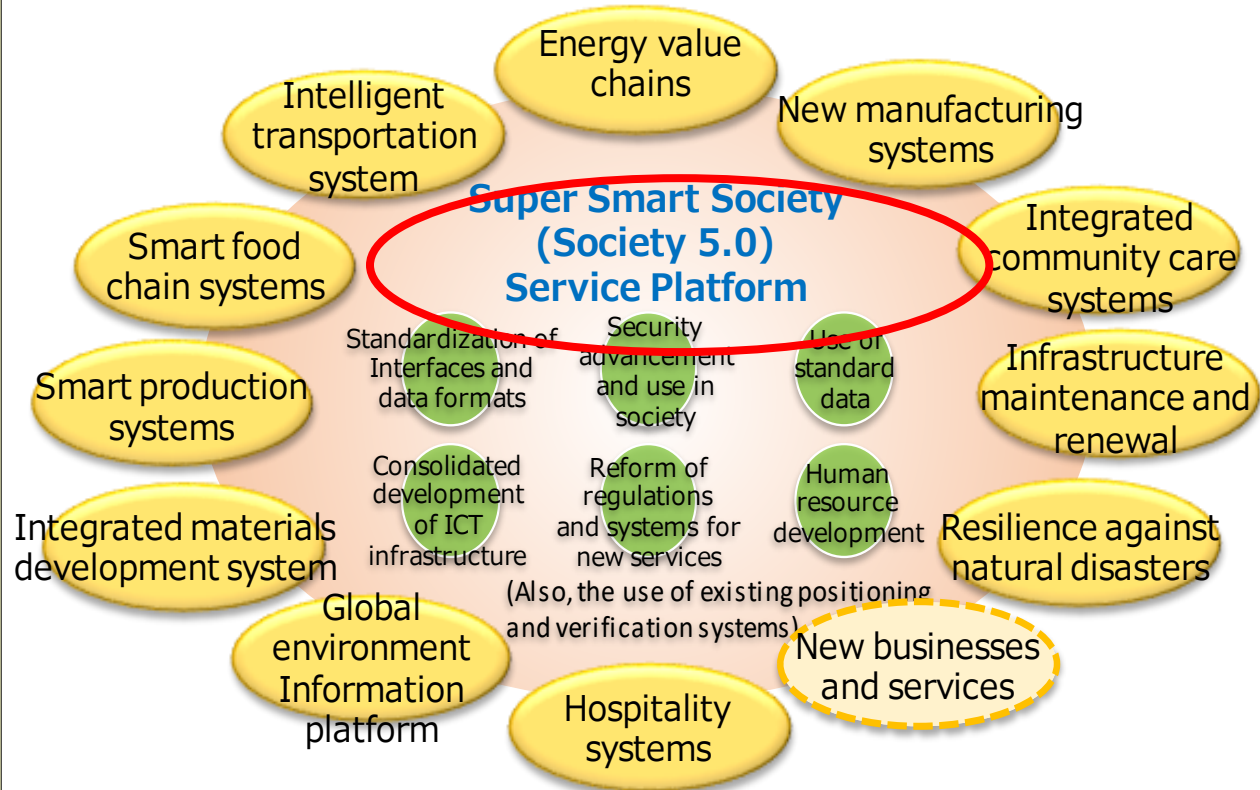 Energy value
chains
Intelligent
transportation
system
New manufacturing
systems
Super Smart Society
(Society 5.0)
Service Platform
Integrated
community care
systems
Smart food
chain systems
Standardization of
Interfaces and
data formats
Security
advancement
and use in
society
Use of
standard
data
Infrastructure
maintenance and
renewal
Smart production
systems
Consolidated
development
of ICT
infrastructure
Reform of
regulations
and systems for
new services
Human
resource
development
Resilience against
natural disasters
Integrated materials
development system
(Also, the use of existing positioning
and verification systems)
Global
environment
Information
platform
New businesses
and services
Hospitality
systems